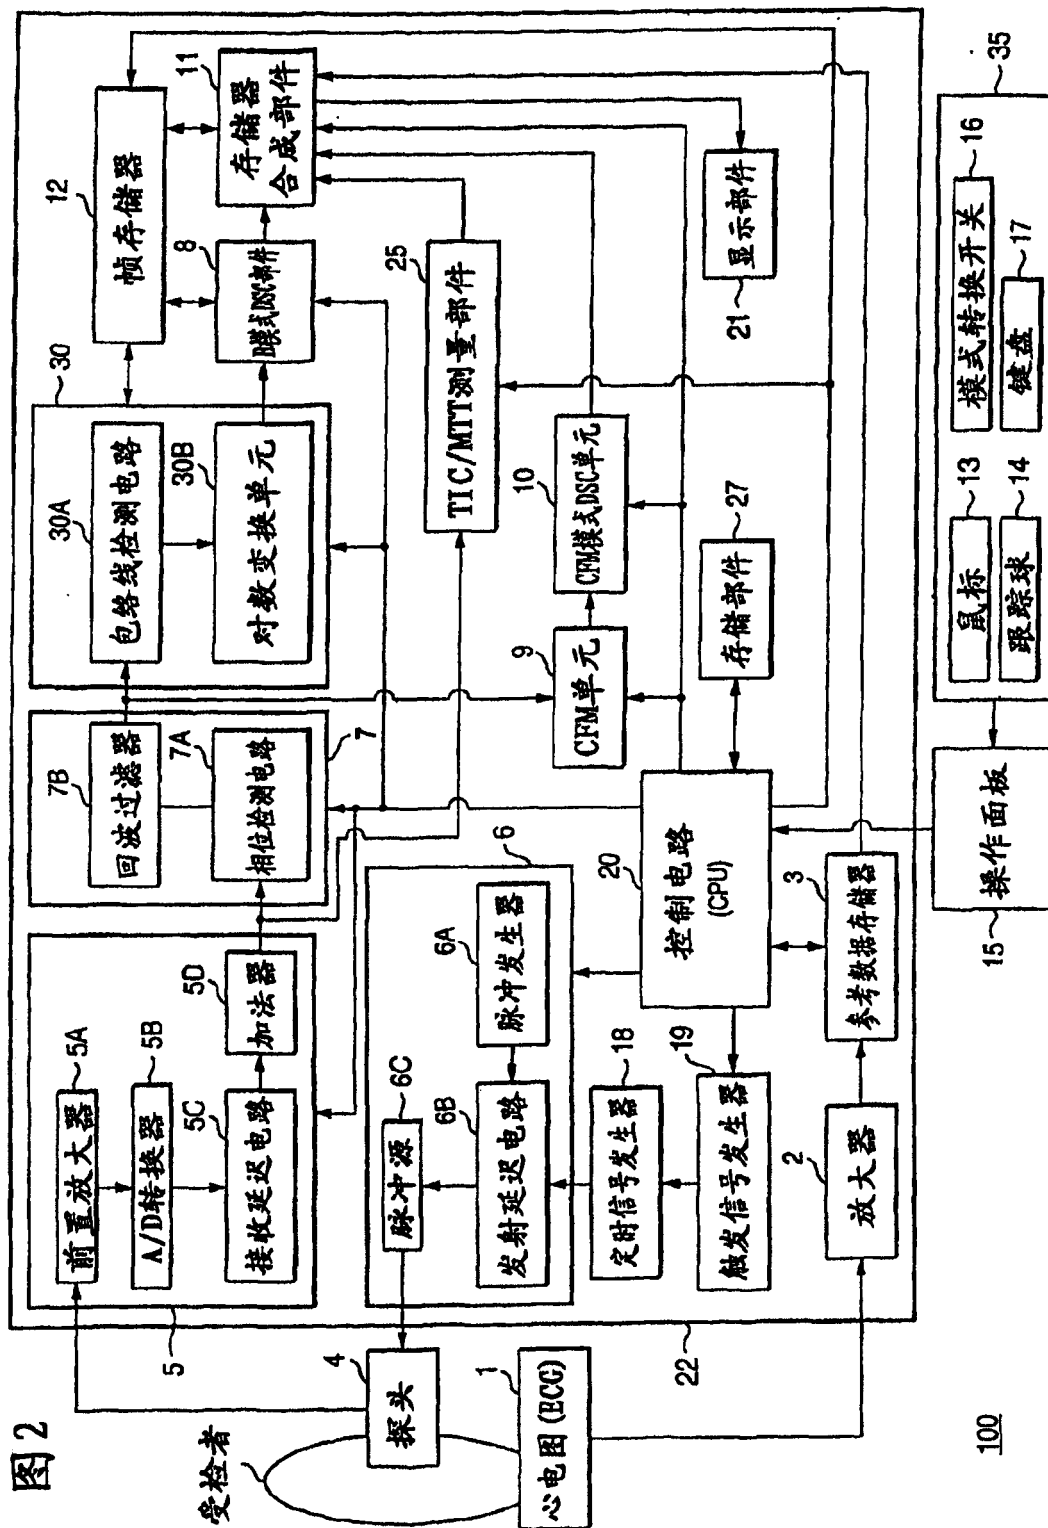 图2
受检者
探头
4
心电图(ECG)
1
100
22
5
前置放大器
5A
A/D转换器
5B
接收延迟电路
5C
加法器
5D
回波过滤器
7B
相位检测电路
7A
7
30
包络线检测电路
30A
对数变换单元
30B
帧存储器
12
B模式DSC部件
8
存储器
合成部件
11
TIC/MTT测量部件
25
CFM单元
9
CFM模式DSC单元
10
显示部件
21
存储部件
27
6
脉冲发生器
6A
发射延迟电路
6B
脉冲源
6C
定时信号发生器
18
触发信号发生器
19
控制电路
(CPU)
20
放大器
2
参考数据存储器
3
操作面板
15
35
鼠标
13
跟踪球
14
模式转换开关
16
键盘
17